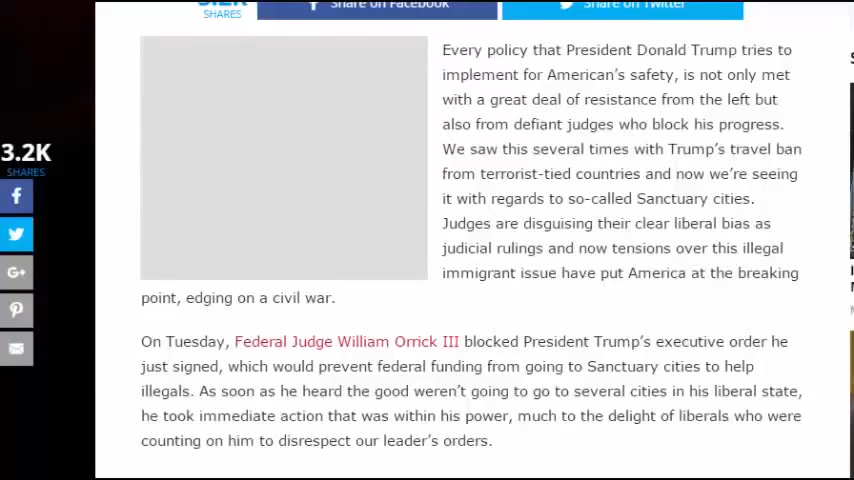 3.2K
SHARES
Share on Facebook
Share on Twitter
Every policy that President Donald Trump tries to
implement for American's safety, is not only met
with a great deal of resistance from the left but
also from defiant judges who block his progress.
We saw this several times with Trump's travel ban
from terrorist-tied countries and now we're seeing
it with regards to so-called Sanctuary cities.
Judges are disguising their clear liberal bias as
judicial rulings and now tensions over this illegal
immigrant issue have put America at the breaking
point, edging on a civil war.
3.2K
SHARES
G+
On Tuesday, Federal Judge William Orrick III blocked President Trump's executive order he
just signed, which would prevent federal funding from going to Sanctuary cities to help
illegals. As soon as he heard the good weren't going to go to several cities in his liberal state,
he took immediate action that was within his power, much to the delight of liberals who were
counting on him to disrespect our leader's orders.